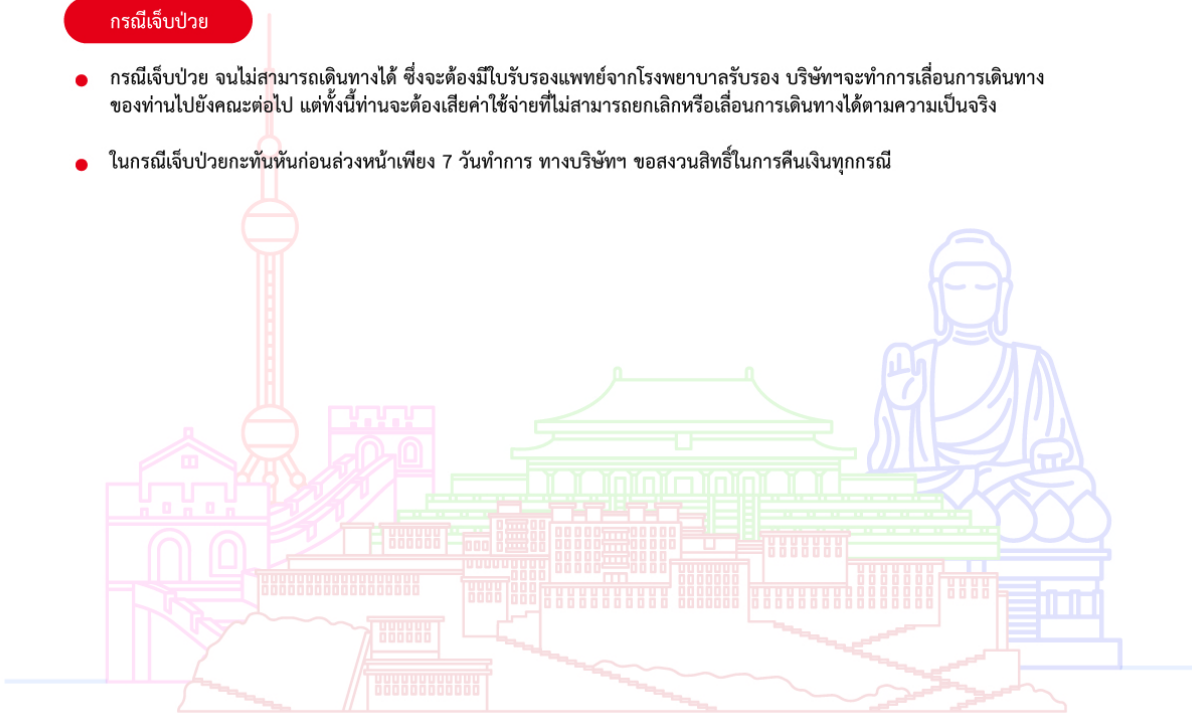 กรณีเจ็บป่วย
กรณีเจ็บป่วย จนไม่สามารถเดินทางได้ ซึ่งจะต้องมีใบรับรองแพทย์จากโรงพยาบาลรับรอง บริษัทฯจะทำการเลื่อนการเดินทาง
ของท่านไปยังคณะต่อไป แต่ทั้งนี้ท่านจะต้องเสียค่าใช้จ่ายที่ไม่สามารถยกเลิกหรือเลื่อนการเดินทางได้ตามความเป็นจริง
ในกรณีเจ็บป่วยกะทันหันก่อนล่วงหน้าเพียง 7 วันทำการ ทางบริษัทฯ ขอสงวนสิทธิ์ในการคืนเงินทุกกรณี